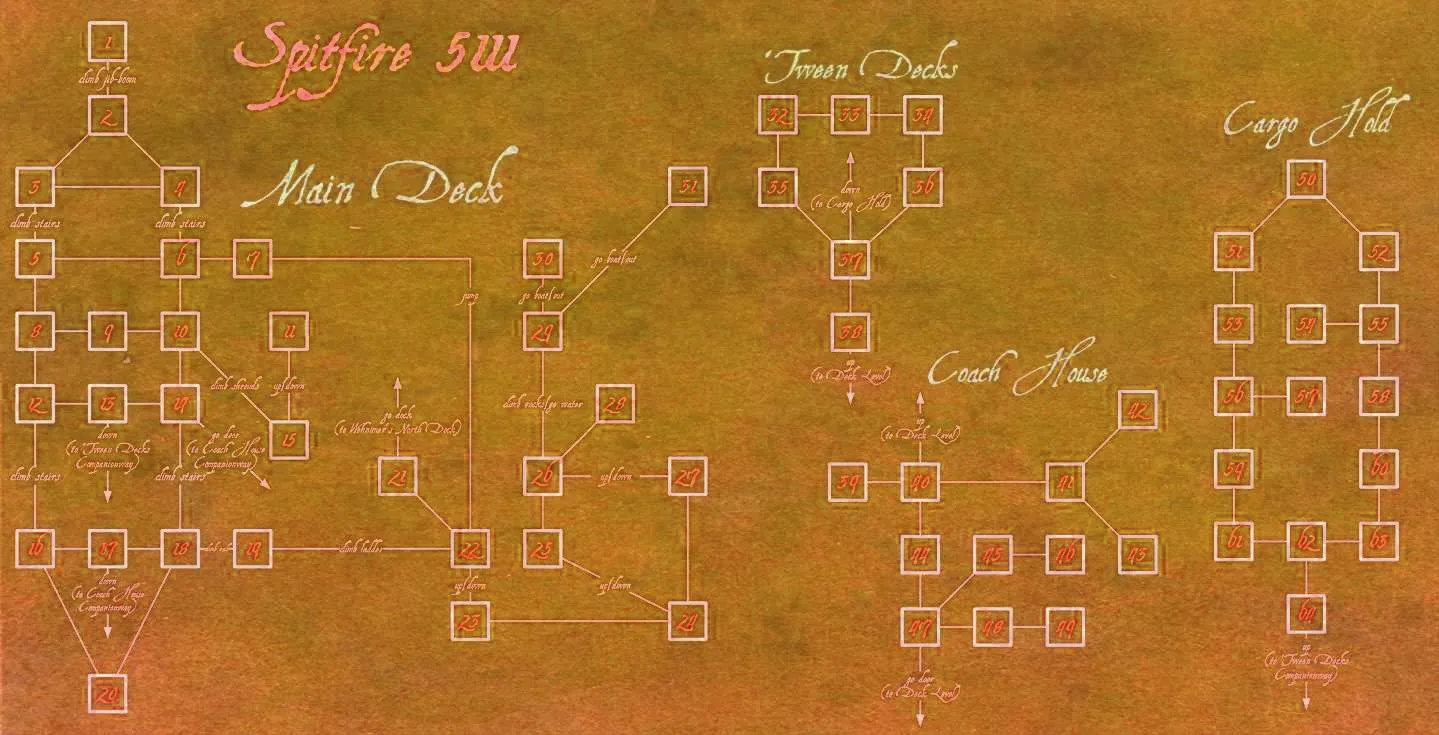 Spitfire 5111
Main Deck
1
climb jib-boom
2
3
4
climb stairs
climb stairs
5
6
7
jump
8
9
10
11
climb shrouds
up/down
12
13
14
15
down
(to 'Tween Decks
Companionway)
go door
(to Coach House
Companionway)
climb stairs
climb stairs
go dock
(to Wehnimer's North Dock)
21
16
17
18
19
climb ladder
22
down
(to Coach House
Companionway)
up/down
23
20
31
30
go boat/out
go boat/out
29
climb rocks/go water
28
26
up/down
27
25
up/down
24
'Tween Decks
32
33
34
35
36
down
(to Cargo Hold)
37
38
up
(to Deck Level)
Coach House
up
(to Deck Level)
42
39
40
41
43
44
45
46
47
48
49
go door
(to Deck Level)
Cargo Hold
50
51
52
53
54
55
56
57
58
59
60
61
62
63
64
up
(to 'Tween Decks
Companionway)